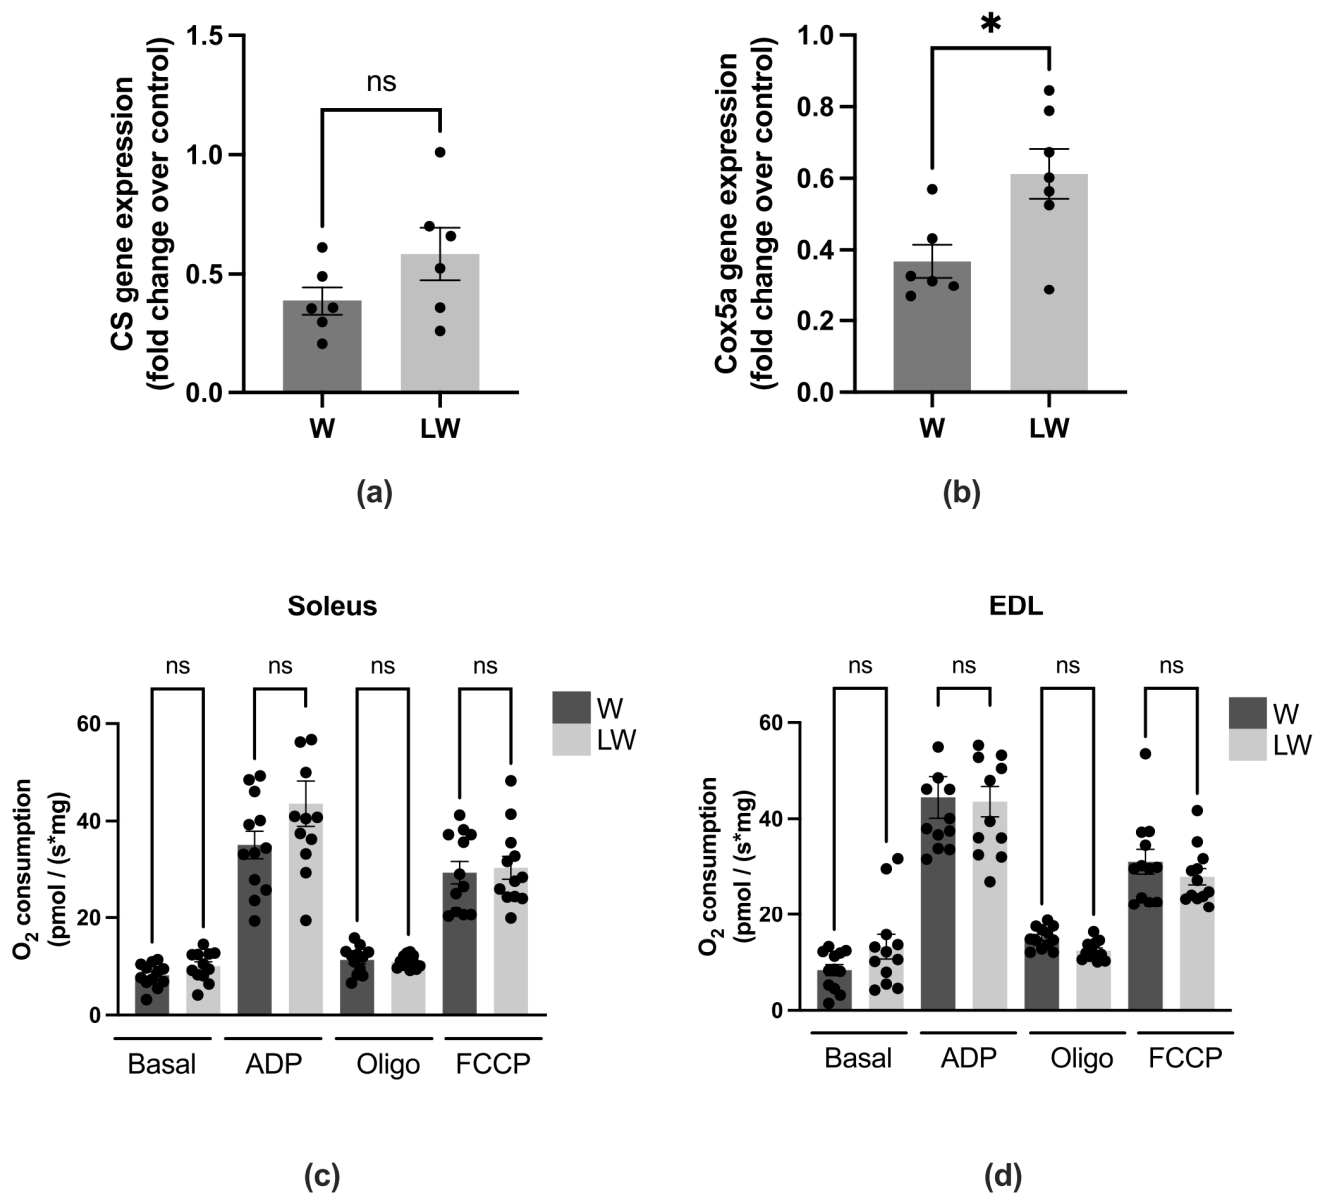 CS gene expression
(fold change over control)
1.5
1.0
0.5
0.0
ns
W
LW
(a)
Cox5a gene expression
(fold change over control)
1.0
0.8
0.6
0.4
0.2
0.0
*
W
LW
(b)
Soleus
O2 consumption
(pmol / (s*mg)
60
40
20
0
ns
ns
ns
ns
W
LW
Basal
ADP
Oligo
FCCP
(c)
EDL
O2 consumption
(pmol / (s*mg)
60
40
20
0
ns
ns
ns
ns
W
LW
Basal
ADP
Oligo
FCCP
(d)